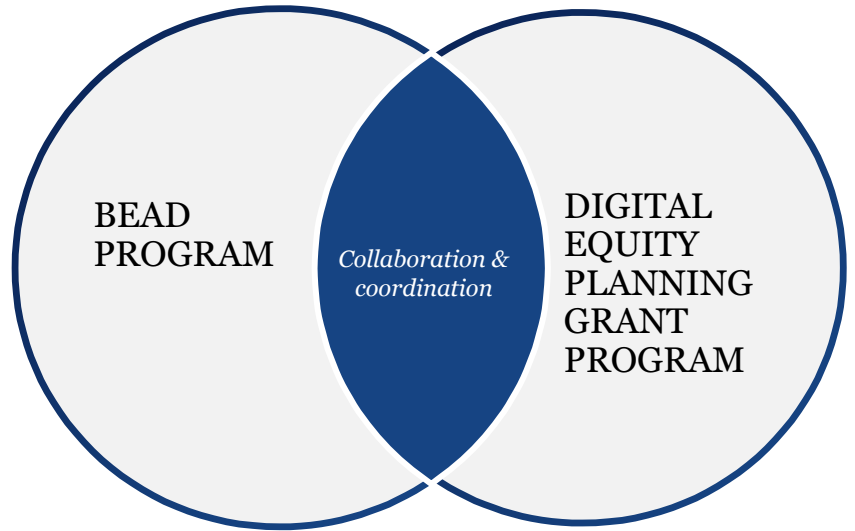 BEAD
PROGRAM
Collaboration &
coordination
DIGITAL
EQUITY
PLANNING
GRANT
PROGRAM